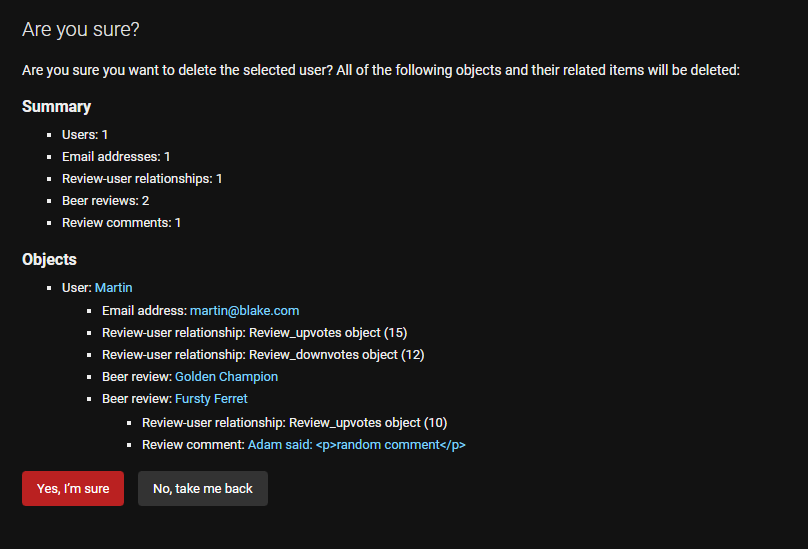 Are you sure?
Are you sure you want to delete the selected user? All of the following objects and their related items will be deleted:
Summary
Users: 1
Email addresses: 1
Review-user relationships: 1
Beer reviews: 2
Review comments: 1
Objects
User: Martin
Email address: martin@blake.com
Review-user relationship: Review_upvotes object (15)
Review-user relationship: Review_downvotes object (12)
Beer review: Golden Champion
Beer review: Fursty Ferret
Review-user relationship: Review_upvotes object (10)
Review comment: Adam said: <p>random comment</p>
Yes, I’m sure
No, take me back